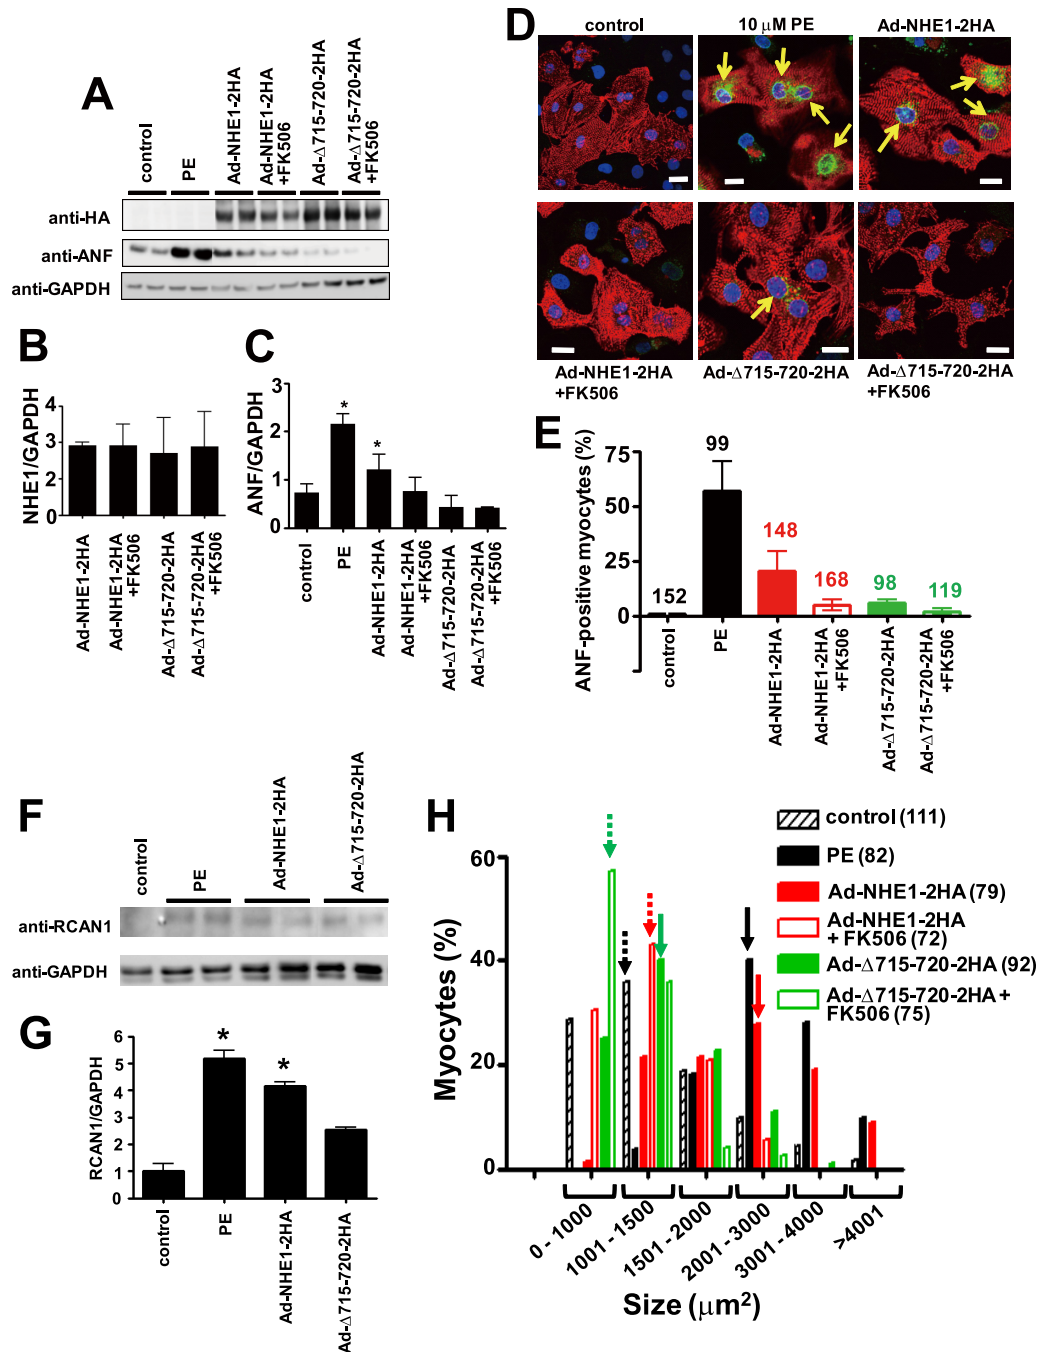 A
control
PE
Ad-NHE1-2HA
Ad-NHE1-2HA
+FK506
Ad-Δ715-720-2HA
Ad-Δ715-720-2HA
+FK506
anti-HA
anti-ANF
anti-GAPDH
B
NHE1/GAPDH
4
3
2
1
0
Ad-NHE1-2HA
Ad-NHE1-2HA
+FK506
Ad-Δ715-720-2HA
Ad-Δ715-720-2HA
+FK506
C
ANF/GAPDH
3
2
1
0
*
*
control
PE
Ad-NHE1-2HA
Ad-NHE1-2HA
+FK506
Ad-Δ715-720-2HA
Ad-Δ715-720-2HA
+FK506
D
control
10 μM PE
Ad-NHE1-2HA
Ad-NHE1-2HA
+FK506
Ad-Δ715-720-2HA
Ad-Δ715-720-2HA
+FK506
E
ANF-positive myocytes (%)
75
50
25
0
152
99
148
168
98
119
control
PE
Ad-NHE1-2HA
Ad-NHE1-2HA
+FK506
Ad-Δ715-720-2HA
Ad-Δ715-720-2HA
+FK506
F
control
PE
Ad-NHE1-2HA
Ad-Δ715-720-2HA
anti-RCAN1
anti-GAPDH
G
RCAN1/GAPDH
6
5
4
3
2
1
0
*
*
control
PE
Ad-NHE1-2HA
Ad-Δ715-720-2HA
H
control (111)
PE (82)
Ad-NHE1-2HA (79)
Ad-NHE1-2HA
+ FK506 (72)
Ad-Δ715-720-2HA (92)
Ad-Δ715-720-2HA +
FK506 (75)
Myocytes (%)
60
40
20
0
0 - 1000
1001 - 1500
1501 - 2000
2001 - 3000
3001 - 4000
>4001
Size (μm²)